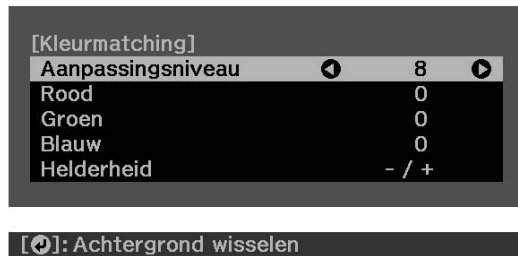 [Kleurmatching]
Aanpassingsniveau 8
Rood 0
Groen 0
Blauw 0
Helderheid - / +
[↵]: Achtergrond wisselen